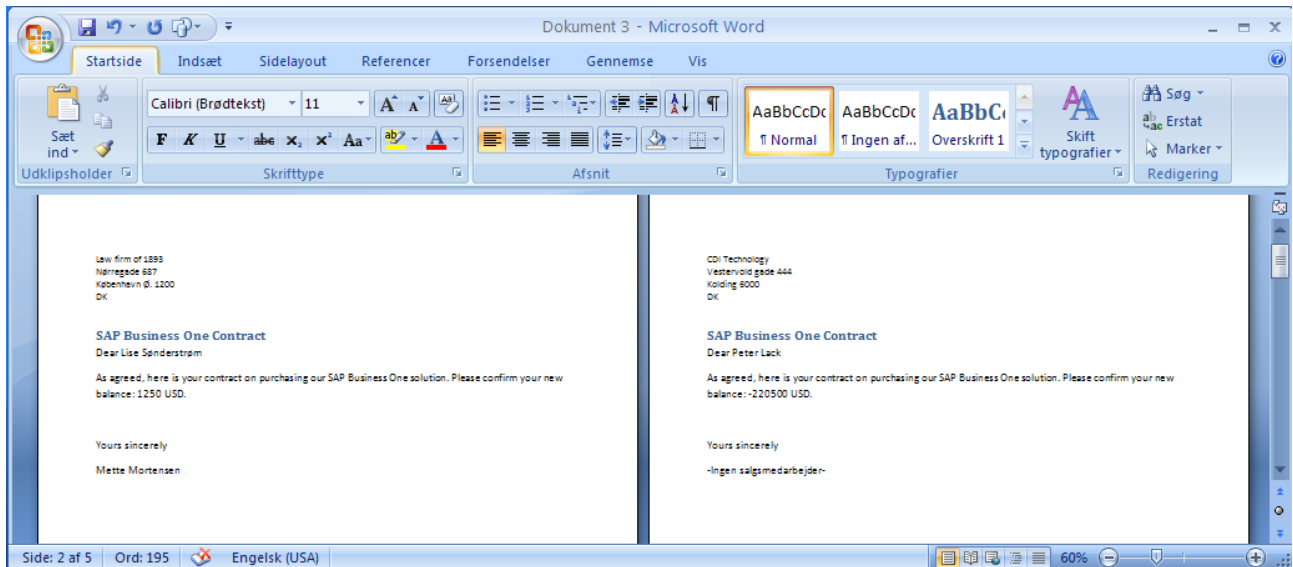 Dokument 3 - Microsoft Word
Startside Indsæt Sidelayout Referencer Forsendelser Gennemse Vis
Sæt ind
Calibri (Brødtekst) 11
F K U abe x₂ x² Aa ab A
AaBbCcDc AaBbCcDc AaBbC
¶ Normal ¶ Ingen af... Overskrift 1
Skift typografier
Søg
Erstat
Marker
Udklipsholder Skrifttype Afsnit Typografier Redigering
Law firm of 1893
Nørregade 687
København Ø. 1200
DK
SAP Business One Contract
Dear Lise Sønderstrøm
As agreed, here is your contract on purchasing our SAP Business One solution. Please confirm your new
balance: 1250 USD.
Yours sincerely
Mette Mortensen
CDI Technology
Vestervold gade 444
Kolding 6000
DK
SAP Business One Contract
Dear Peter Lack
As agreed, here is your contract on purchasing our SAP Business One solution. Please confirm your new
balance: -220500 USD.
Yours sincerely
-Ingen salgsmedarbejder-
Side: 2 af 5 Ord: 195 Engelsk (USA) 60%